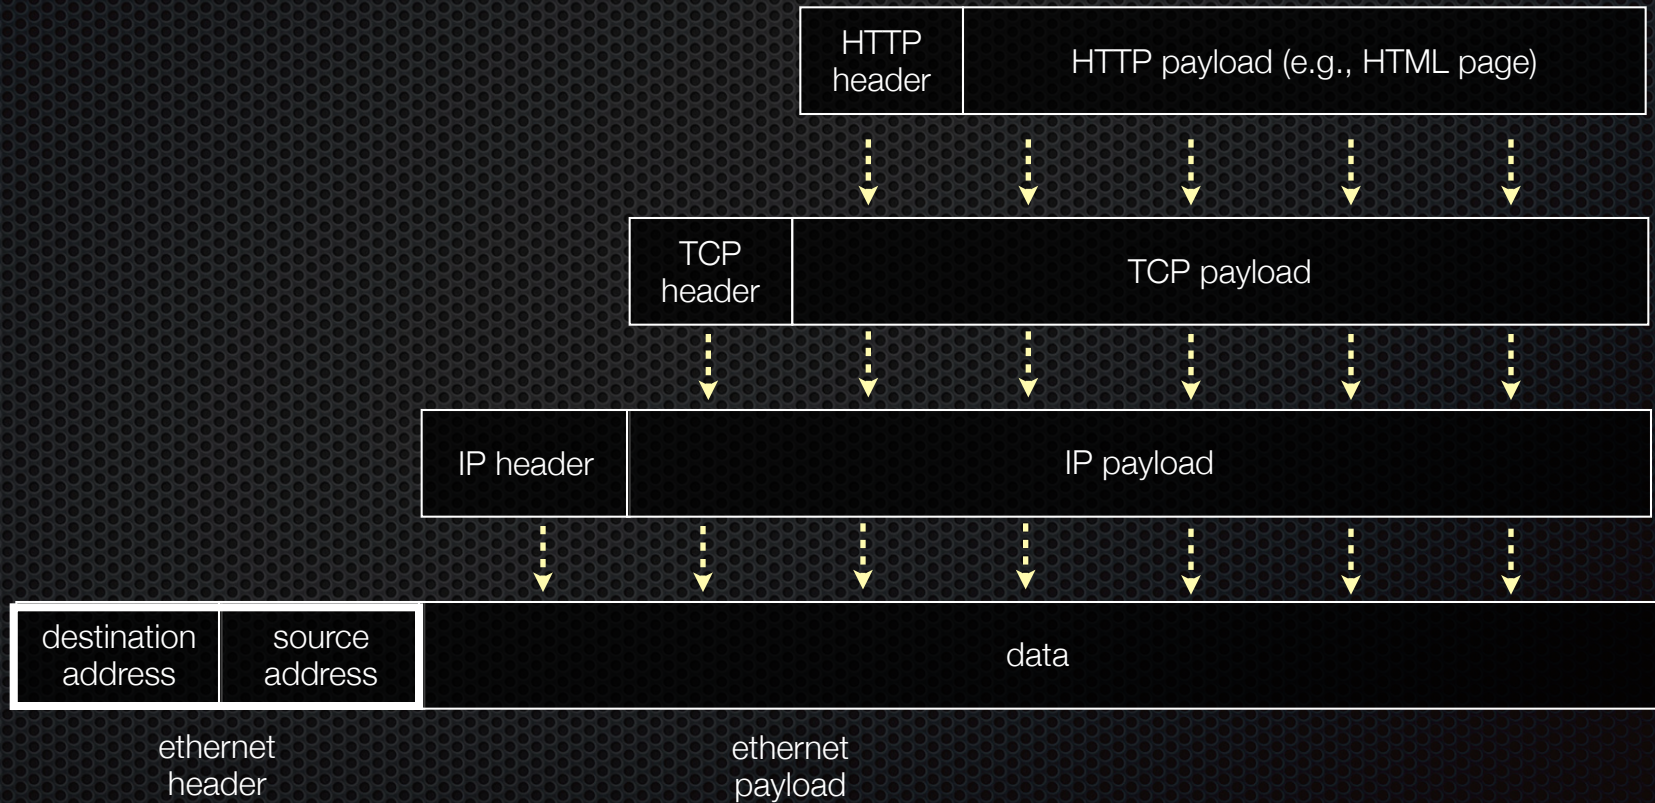 HTTP
header
HTTP payload (e.g., HTML page)
TCP
header
TCP payload
IP header
IP payload
destination
address
source
address
data
ethernet
header
ethernet
payload